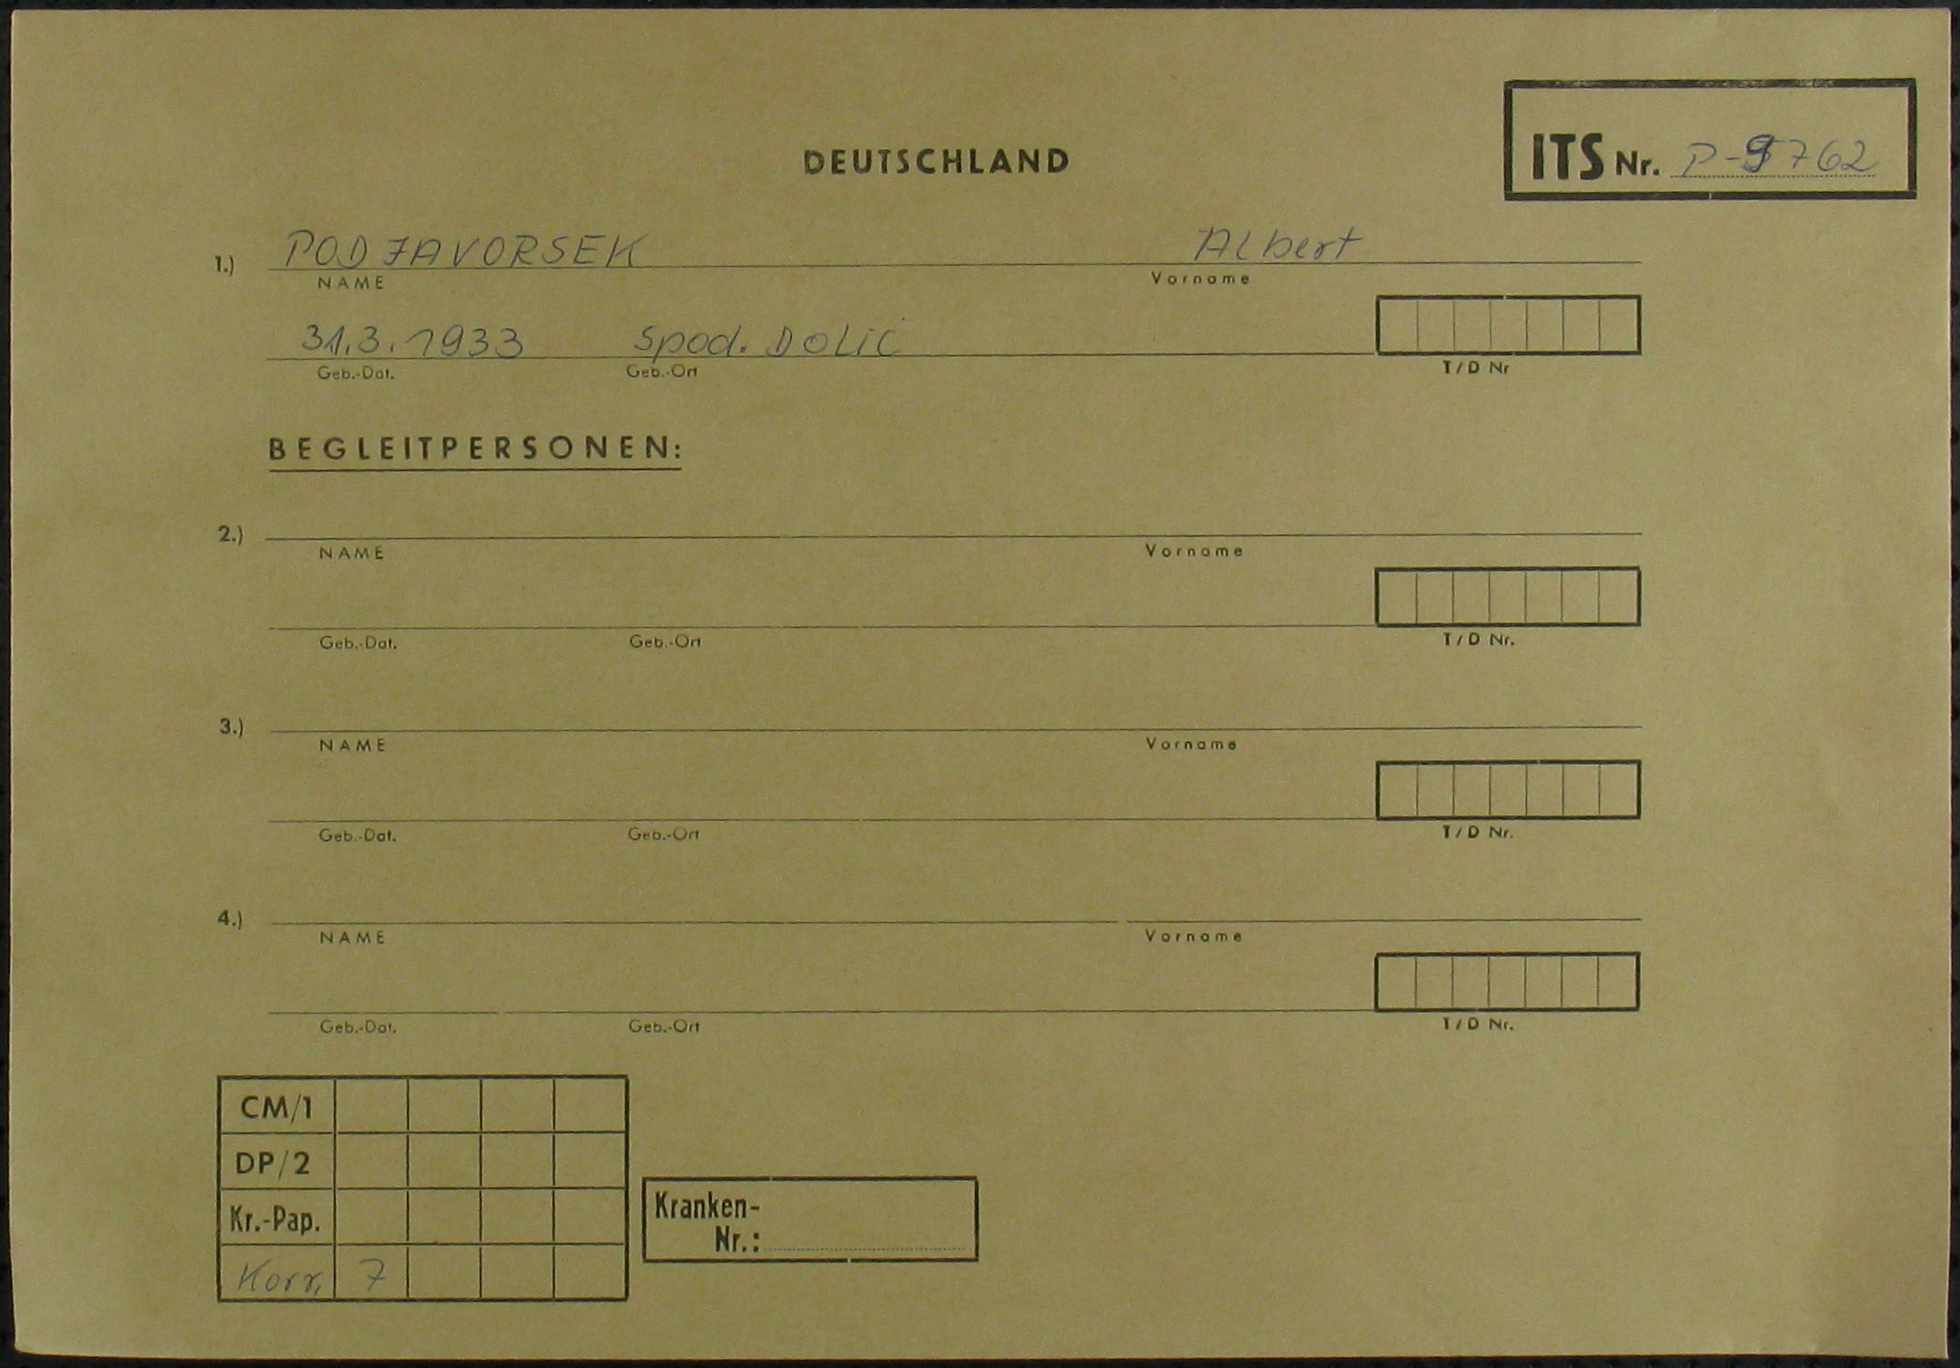 DEUTSCHLAND
ITS Nr. P-9762
1.) PODJAVORSEK Albert
NAME Vorname
31.3.1933 Spod. DOLIC
Geb.-Dat. Geb.-Ort T/D Nr
BEGLEITPERSONEN:
2.)
NAME Vorname
Geb.-Dat. Geb.-Ort T/D Nr.
3.)
NAME Vorname
Geb.-Dat. Geb.-Ort T/D Nr.
4.)
NAME Vorname
Geb.-Dat. Geb.-Ort T/D Nr.
CM/1
DP/2
Kr.-Pap.
Korr. 7
Kranken-
Nr.: